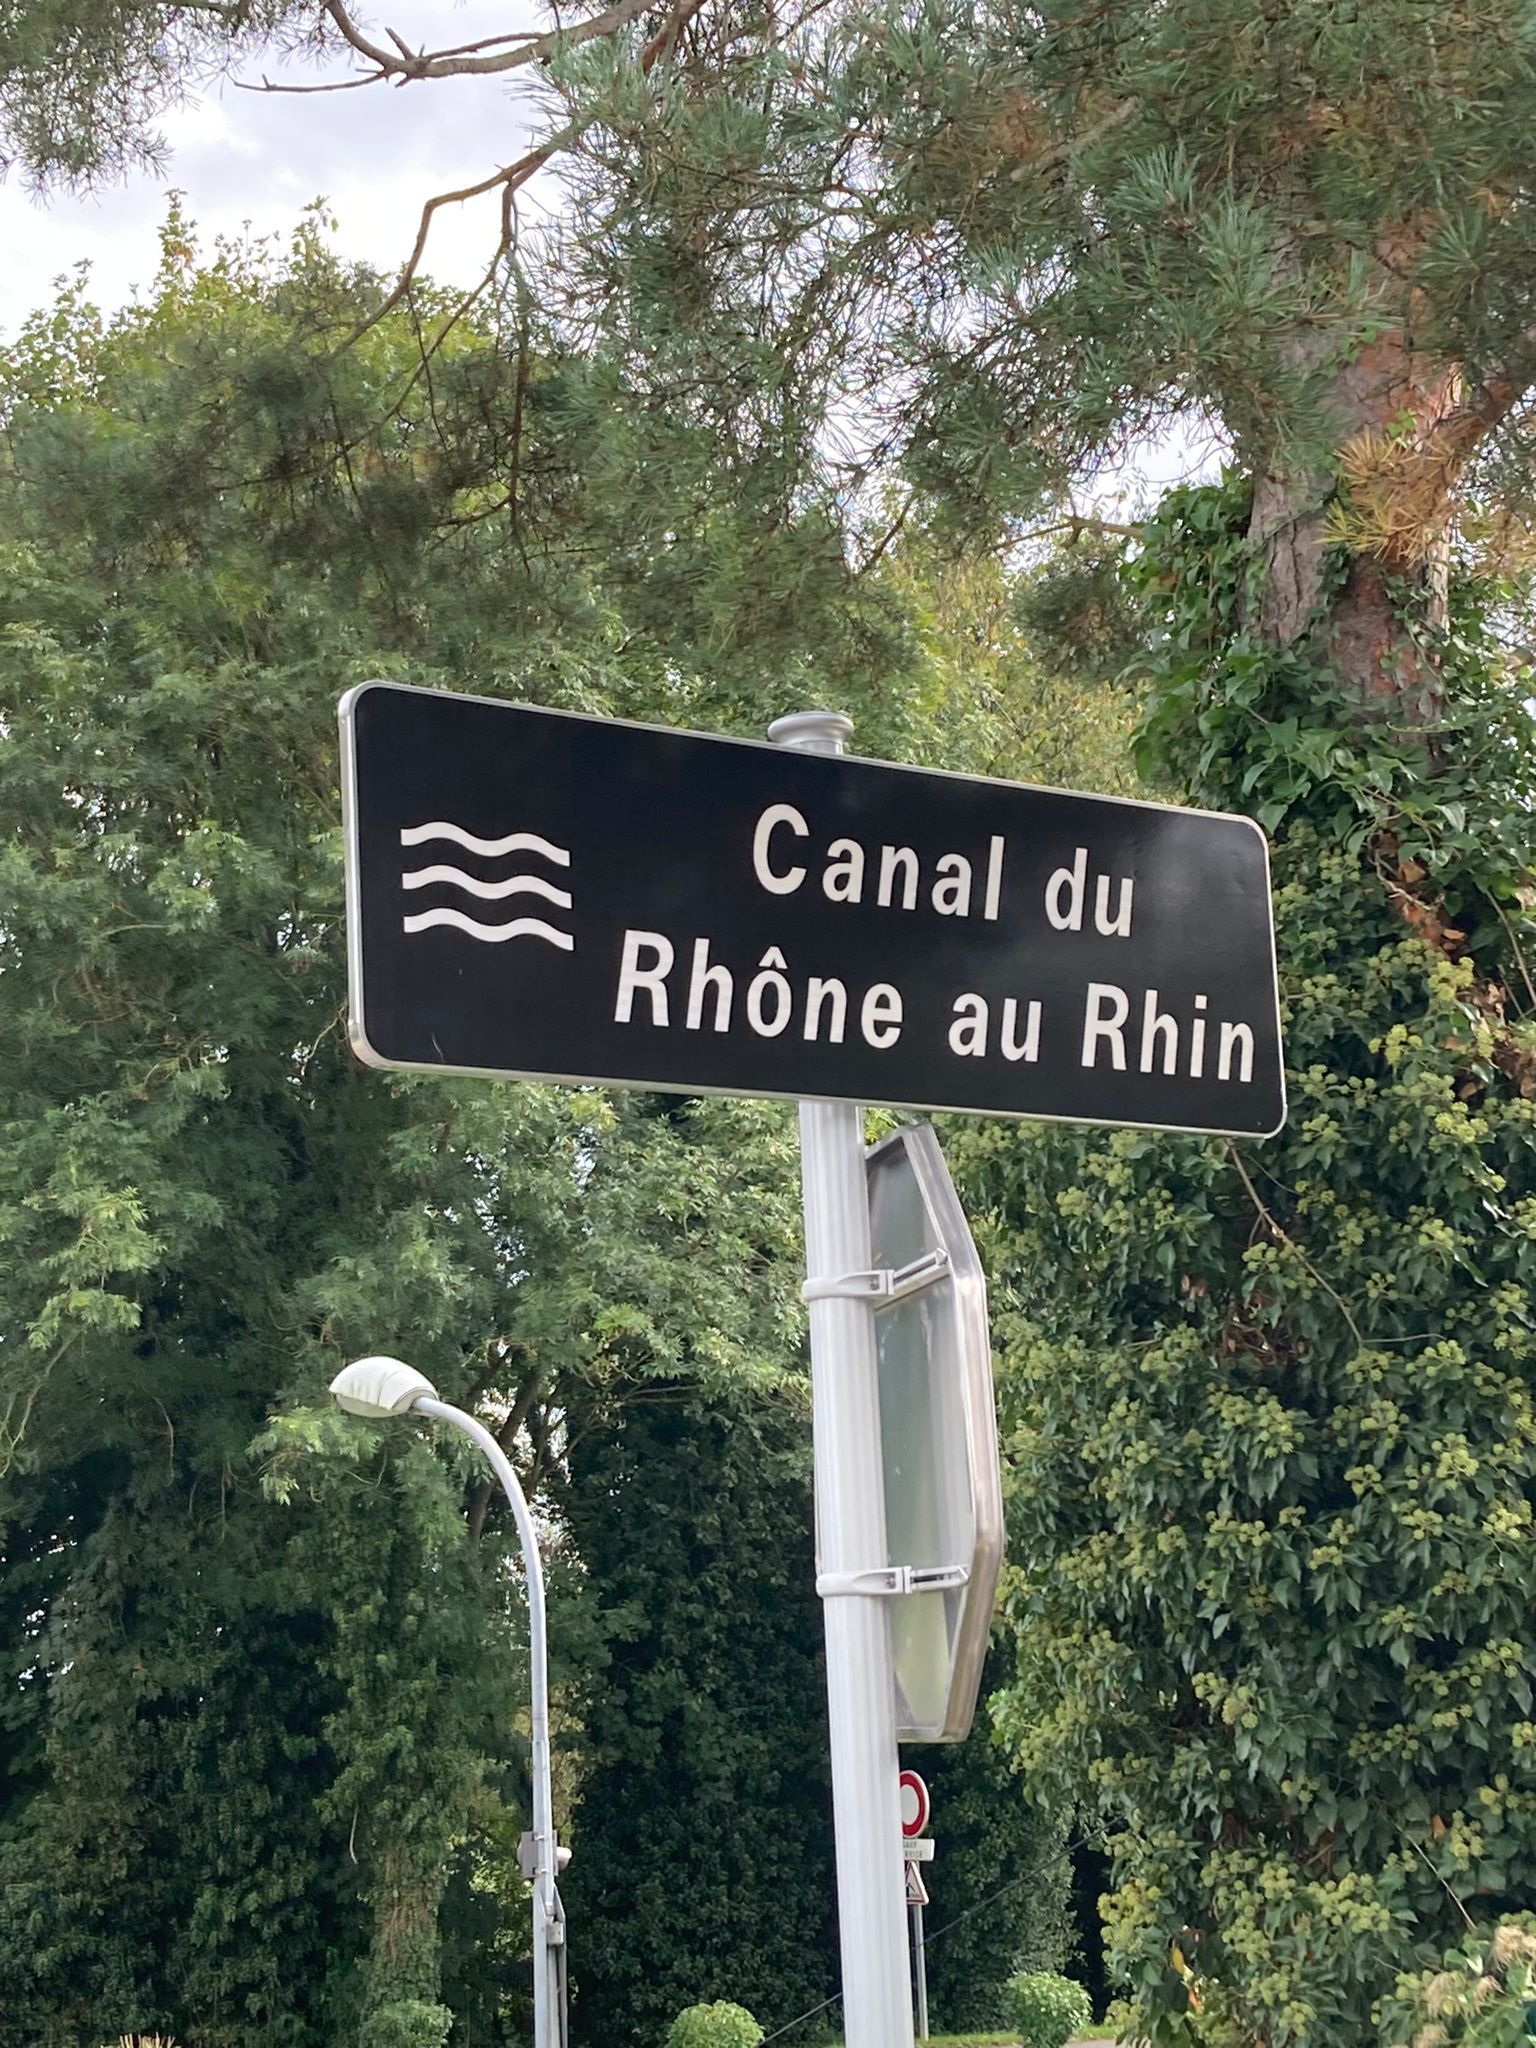 Canal du
Rhône au Rhin